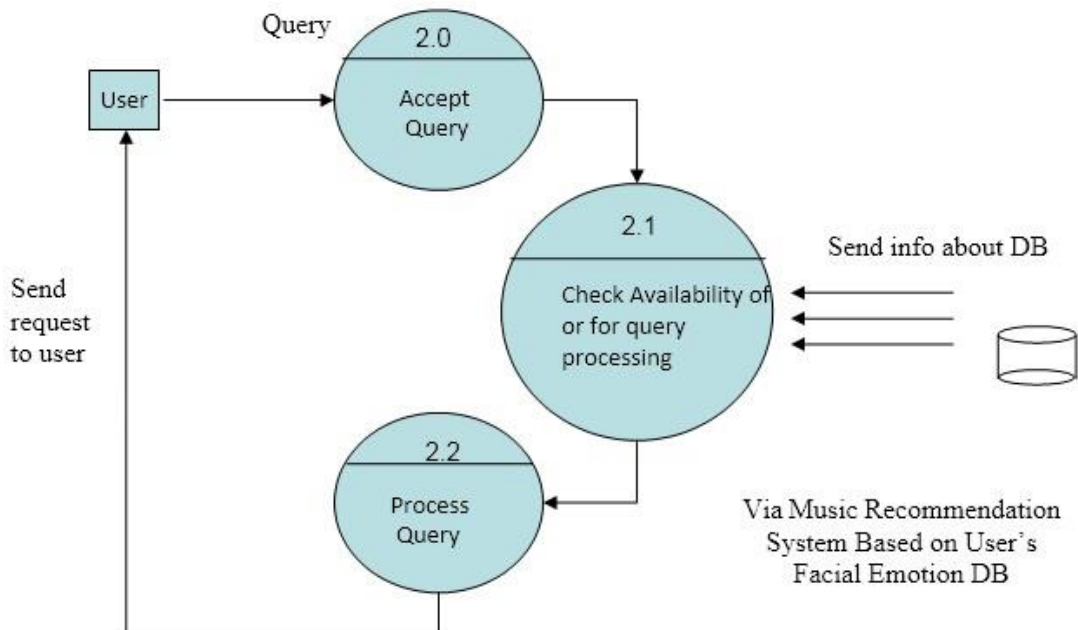 Query
2.0
User
Accept
Query
2.1
Send info about DB
Check Availability of
or for query
processing
Send
request
to user
2.2
Process
Query
Via Music Recommendation
System Based on User’s
Facial Emotion DB